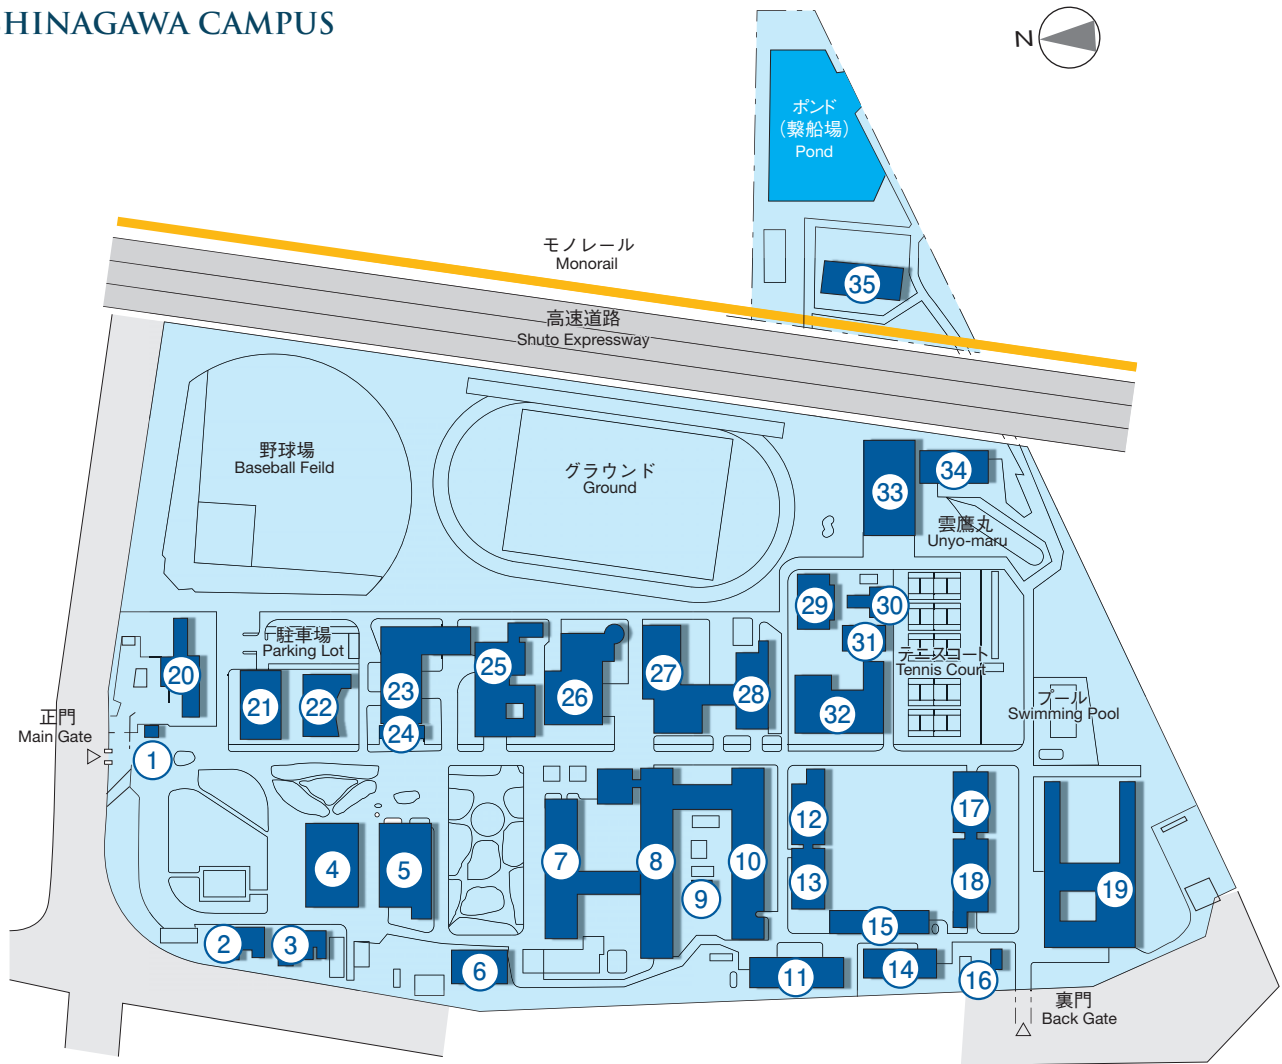 HINAGAWA CAMPUS
N
ポンド
（繫船場）
Pond
モノレール
Monorail
35
高速道路
Shuto Expressway
野球場
Baseball Feild
グラウンド
Ground
33
34
雲鷹丸
Unyo-maru
29
30
31
テニスコート
Tennis Court
駐車場
Parking Lot
20
21
22
23
24
25
26
27
28
32
プール
Swimming Pool
正門
Main Gate
1
4
5
7
8
9
10
12
13
17
18
19
2
3
6
11
15
14
16
裏門
Back Gate